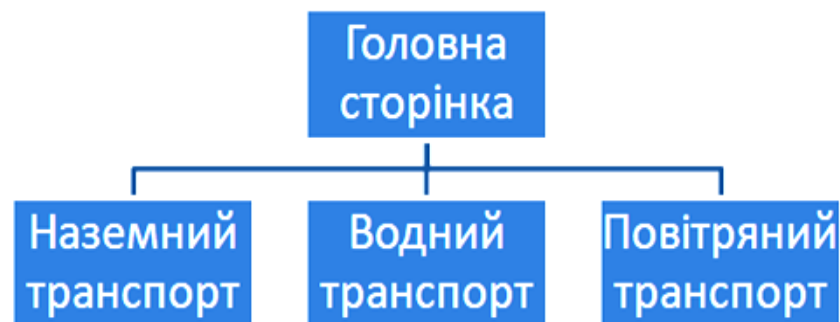 Головна
сторінка
Наземний
транспорт
Водний
транспорт
Повітряний
транспорт